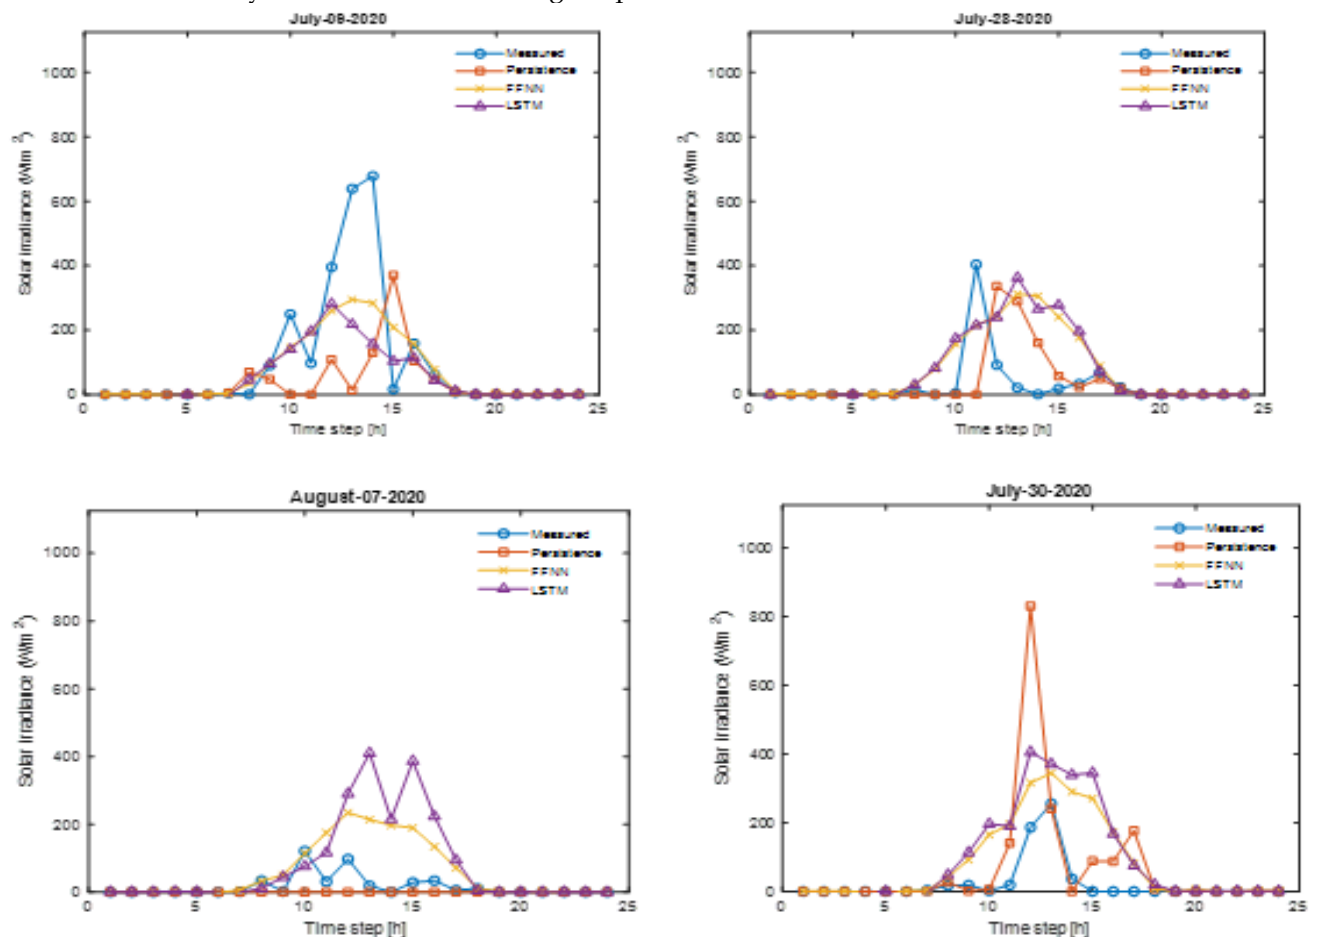 July-09-2020
Measured
Persistence
FFNN
LSTM
Solar irradiance (W/m²)
1000
800
600
400
200
0
0 5 10 15 20 25
Time step [h]
July-28-2020
Measured
Persistence
FFNN
LSTM
Solar irradiance (W/m²)
1000
800
600
400
200
0
0 5 10 15 20 25
Time step [h]
August-07-2020
Measured
Persistence
FFNN
LSTM
Solar irradiance (W/m²)
1000
800
600
400
200
0
0 5 10 15 20 25
Time step [h]
July-30-2020
Measured
Persistence
FFNN
LSTM
Solar irradiance (W/m²)
1000
800
600
400
200
0
0 5 10 15 20 25
Time step [h]